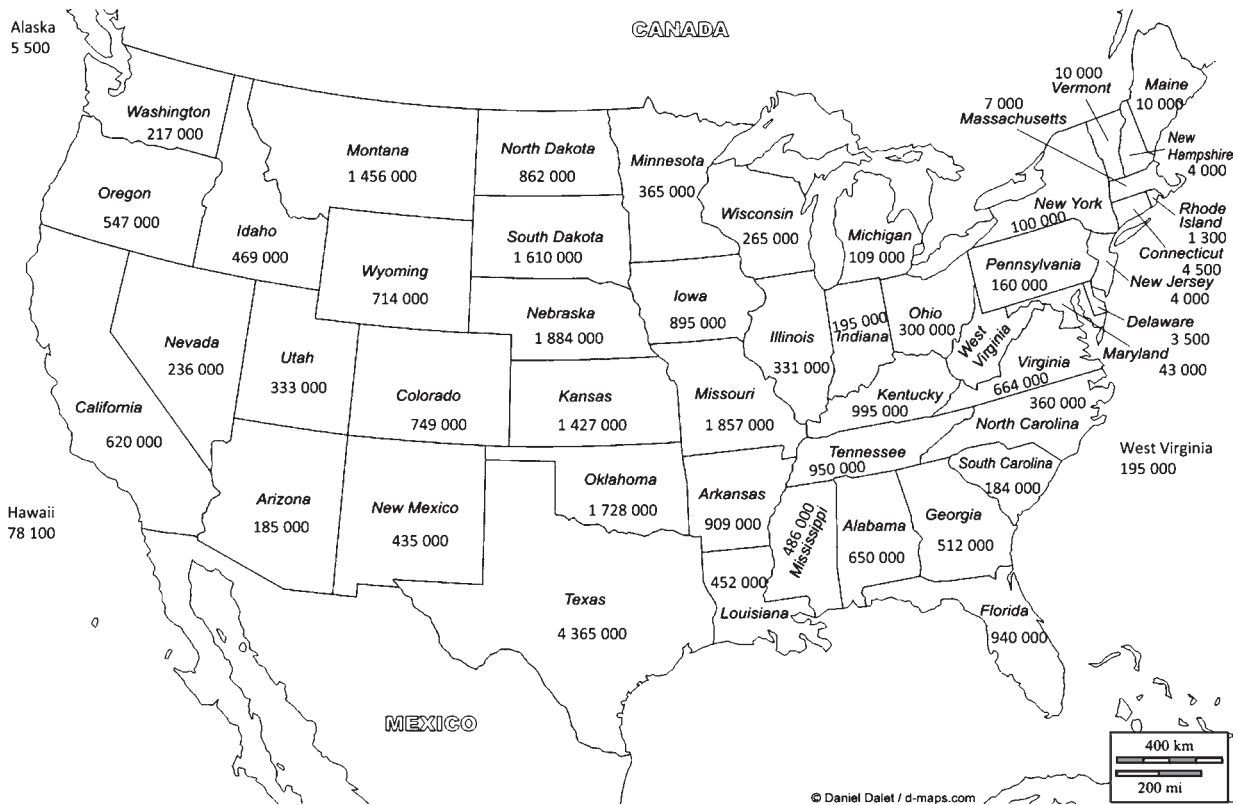 Alaska
5 500
CANADA
Washington
217 000
Montana
1 456 000
North Dakota
862 000
Minnesota
365 000
10 000
Vermont
7 000
Massachusetts
Maine
10 000
New
Hampshire
4 000
Oregon
547 000
Idaho
469 000
Wyoming
714 000
South Dakota
1 610 000
Wisconsin
265 000
Michigan
109 000
New York
100 000
Rhode
Island
1 300
Connecticut
4 500
Pennsylvania
160 000
New Jersey
4 000
Delaware
3 500
Maryland
43 000
Nebraska
1 884 000
Iowa
895 000
Illinois
331 000
195 000
Indiana
Ohio
300 000
West
Virginia
Virginia
664 000
Nevada
236 000
Utah
333 000
Colorado
749 000
Kansas
1 427 000
Missouri
1 857 000
Kentucky
995 000
360 000
North Carolina
California
620 000
West Virginia
195 000
Tennessee
950 000
South Carolina
184 000
Hawaii
78 100
Arizona
185 000
New Mexico
435 000
Oklahoma
1 728 000
Arkansas
909 000
486 000
Mississippi
Alabama
650 000
Georgia
512 000
Texas
4 365 000
452 000
Louisiana
Florida
940 000
MEXICO
400 km
200 mi
© Daniel Dalet / d-maps.com